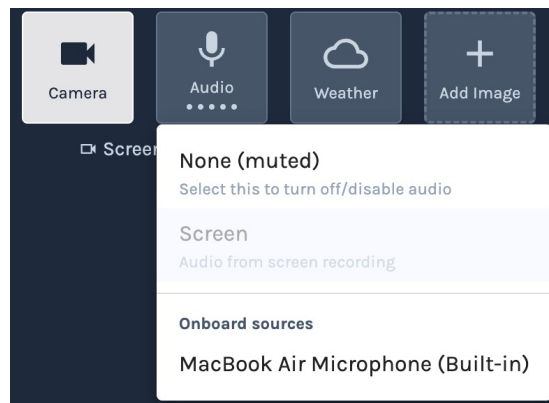 Camera
Audio
Weather
Add Image
None (muted)
Select this to turn off/disable audio
Screen
Audio from screen recording
Onboard sources
MacBook Air Microphone (Built-in)